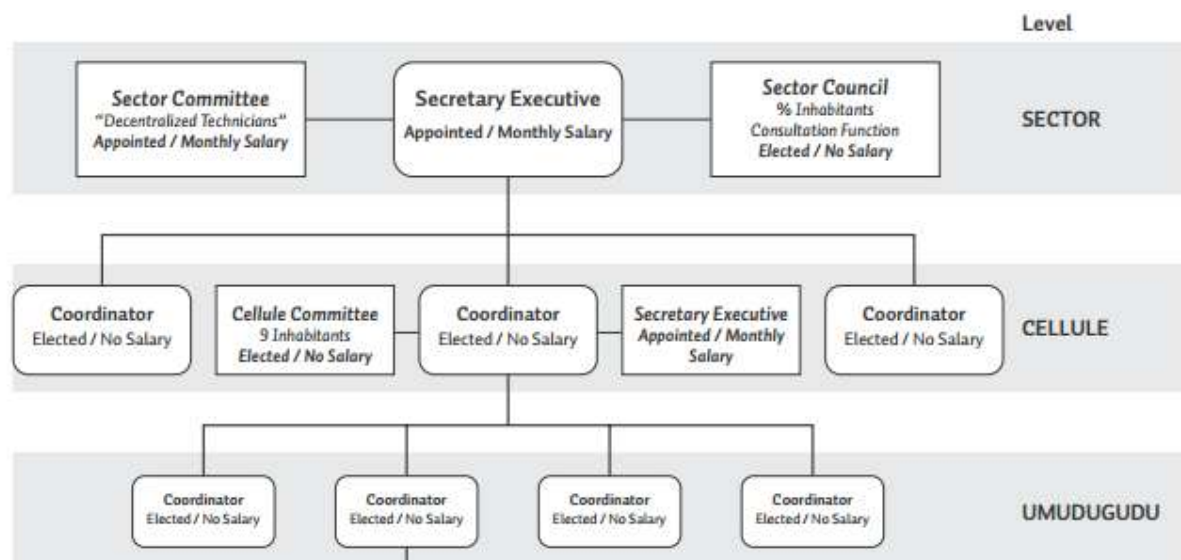 Level
Sector Committee
"Decentralized Technicians"
Appointed / Monthly Salary
Secretary Executive
Appointed / Monthly Salary
Sector Council
% Inhabitants
Consultation Function
Elected / No Salary
SECTOR
Coordinator
Elected / No Salary
Cellule Committee
9 Inhabitants
Elected / No Salary
Coordinator
Elected / No Salary
Secretary Executive
Appointed / Monthly
Salary
Coordinator
Elected / No Salary
CELLULE
Coordinator
Elected / No Salary
Coordinator
Elected / No Salary
Coordinator
Elected / No Salary
Coordinator
Elected / No Salary
UMUDUGUDU